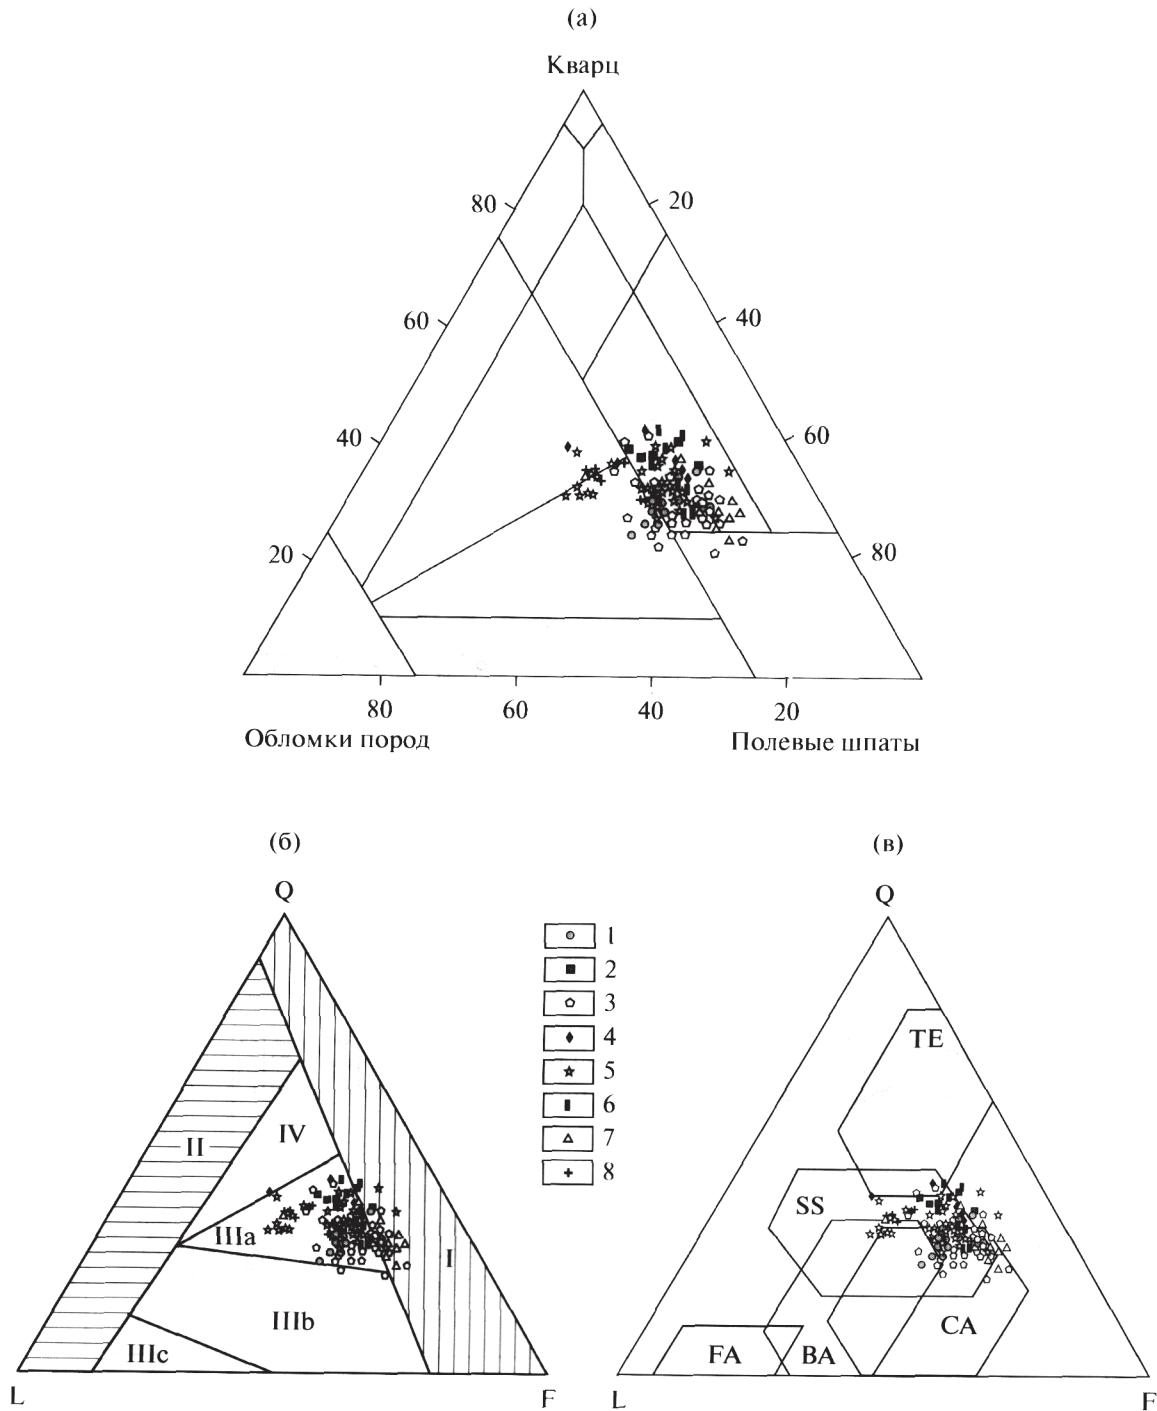 (а)
Кварц
80
20
60
40
40
60
20
80
80
60
40
20
Обломки пород
Полевые шпаты
(б)
(в)
Q
Q
1
2
3
4
5
6
7
8
TE
IV
II
SS
IIIa
I
IIIb
CA
IIIc
FA
BA
L
F
L
F